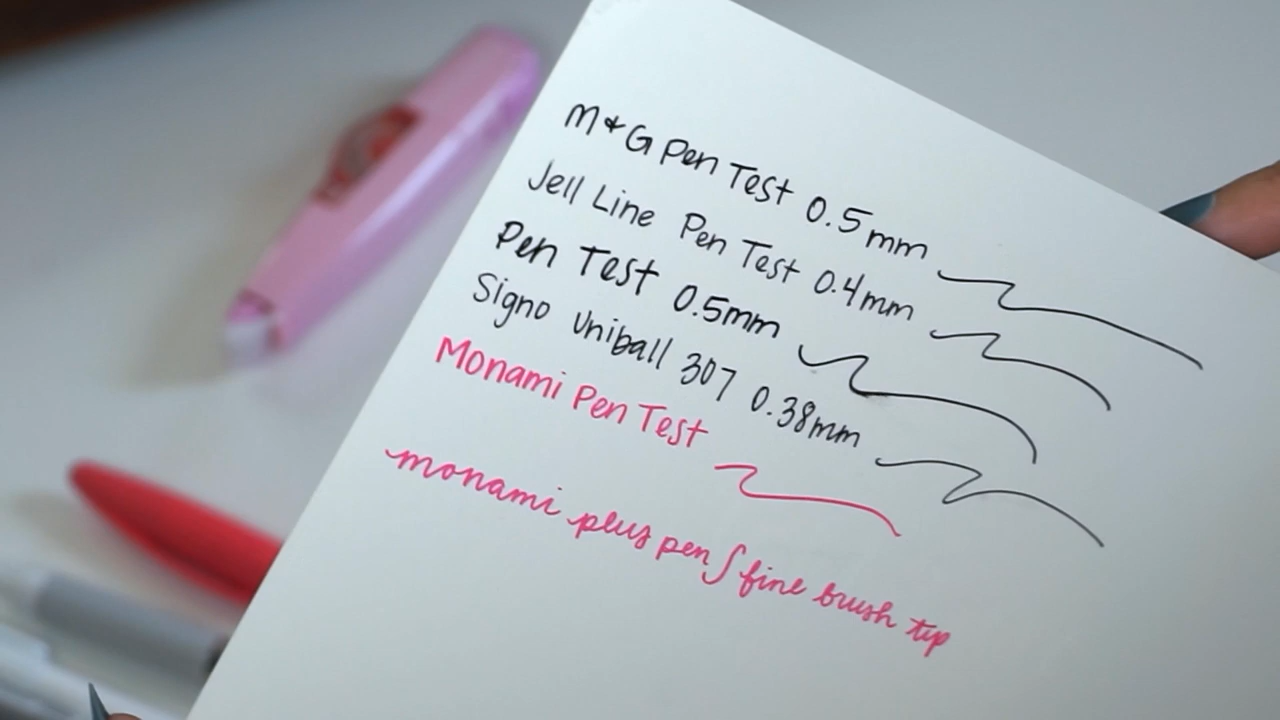 M&G Pen Test 0.5mm
Jell Line Pen Test 0.4mm
Pen Test 0.5mm
Signo Uniball 307 0.38mm
Monami Pen Test
monami plus pen ∫ fine brush tip